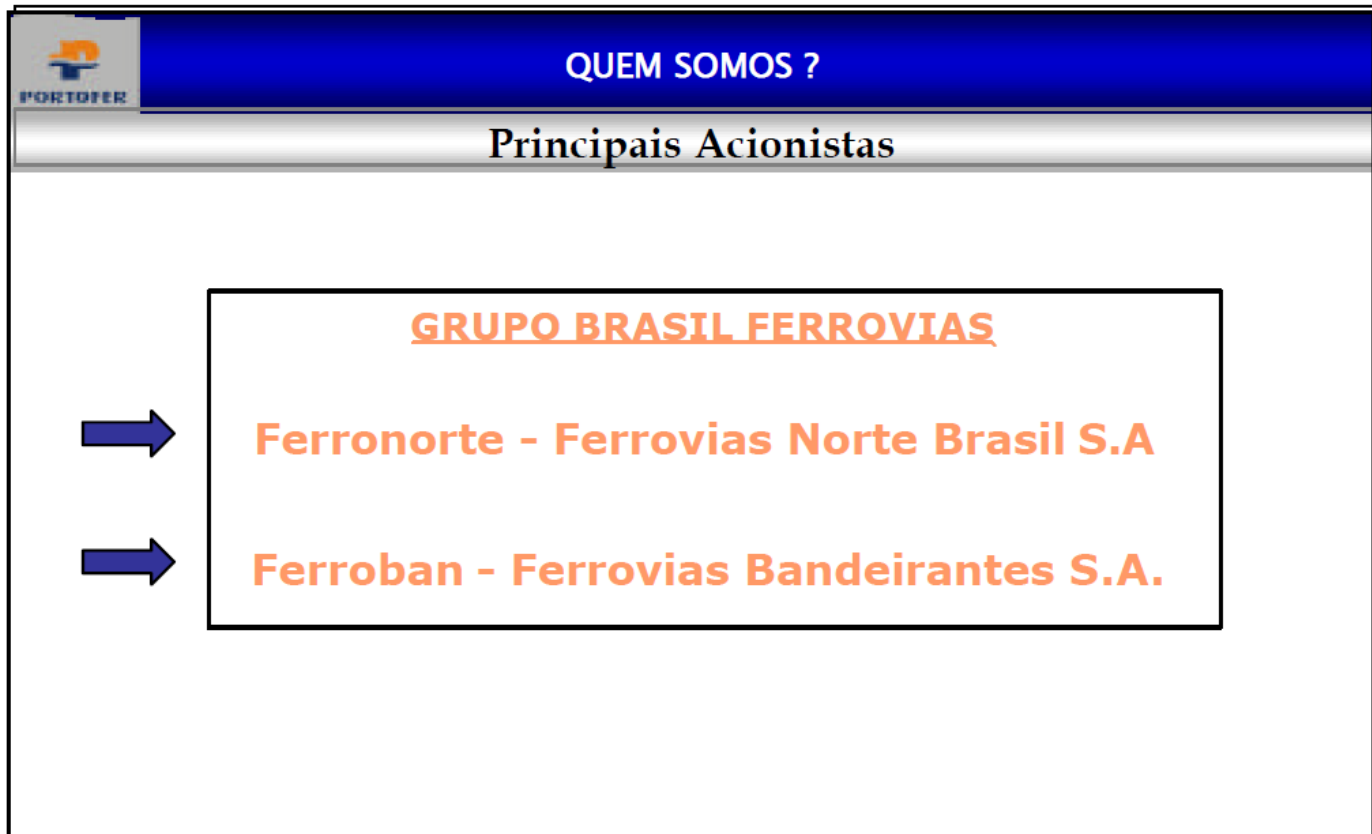 PORTOFER
QUEM SOMOS ?
Principais Acionistas
GRUPO BRASIL FERROVIAS
Ferronorte - Ferrovias Norte Brasil S.A
Ferroban - Ferrovias Bandeirantes S.A.